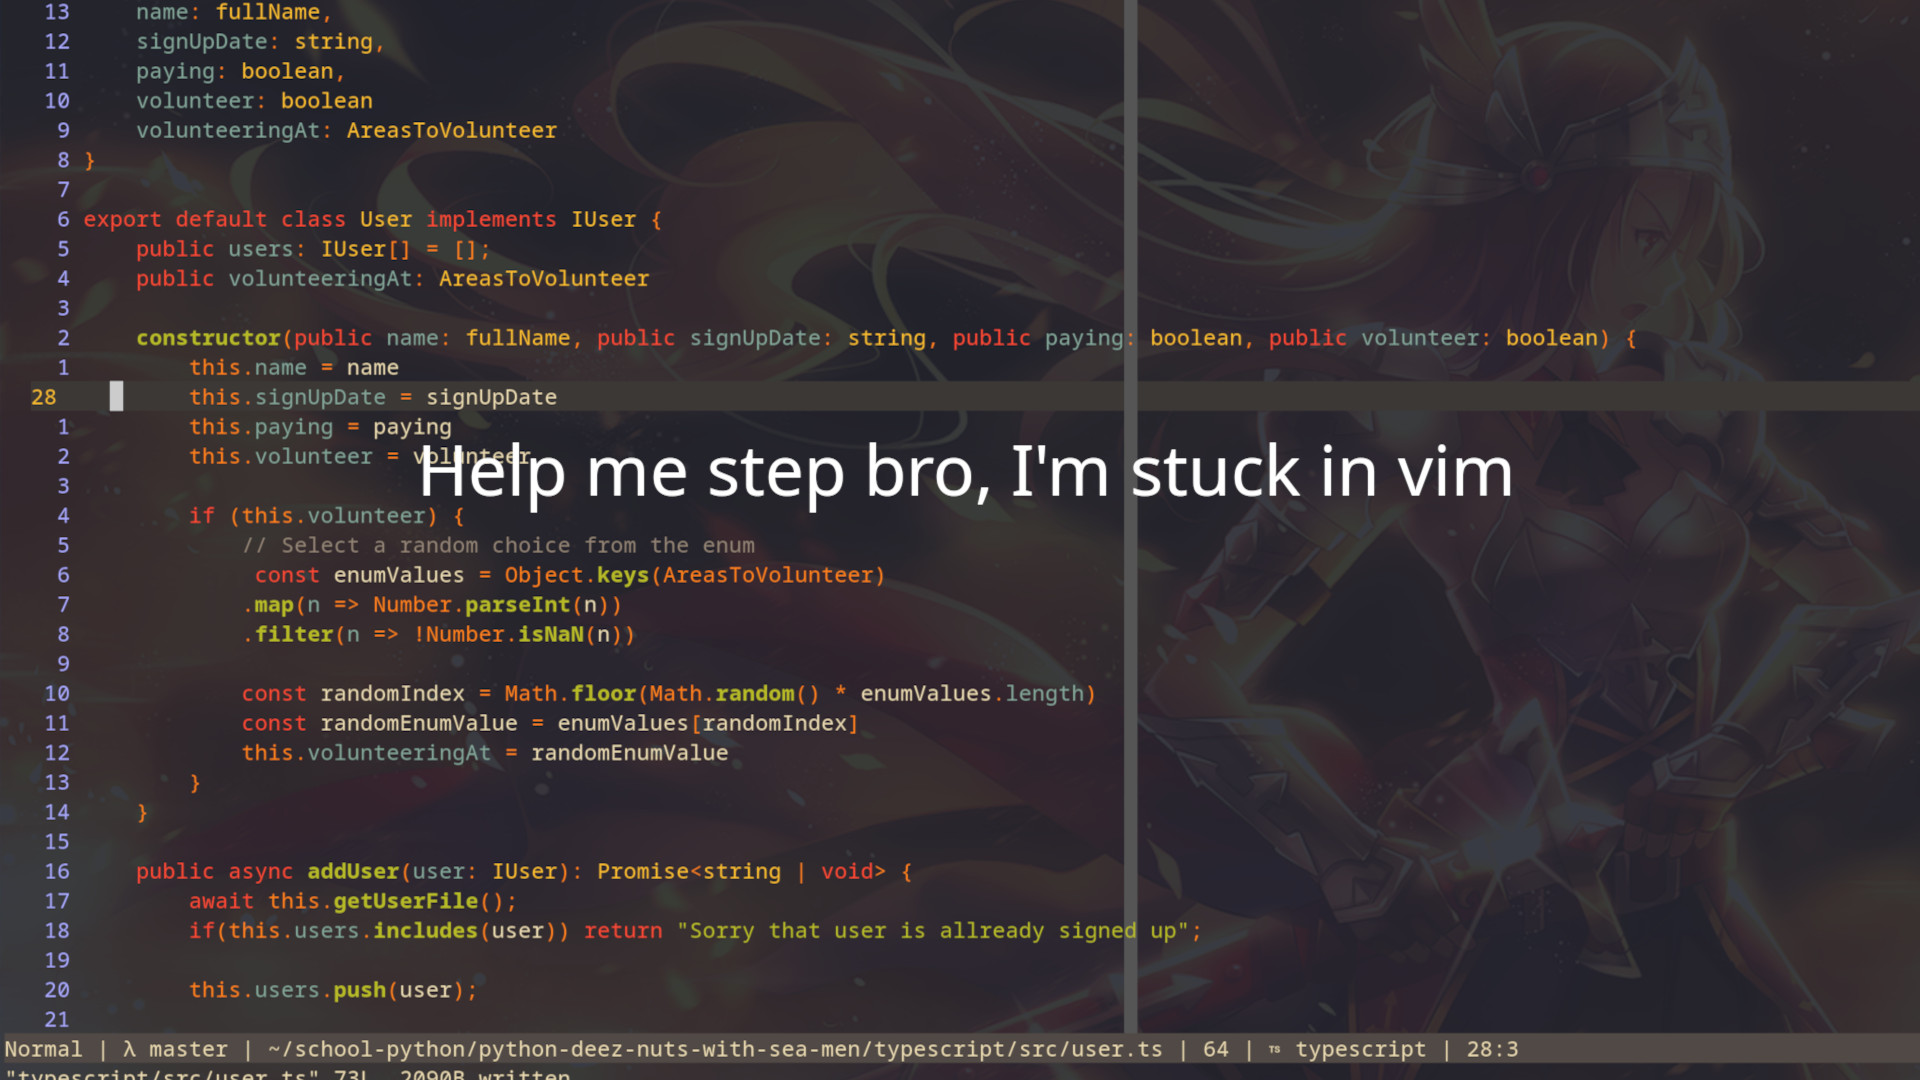 13 name: fullName,
12 signUpDate: string,
11 paying: boolean,
10 volunteer: boolean
9 volunteeringAt: AreasToVolunteer
8 }
7
6 export default class User implements IUser {
5 public users: IUser[] = [];
4 public volunteeringAt: AreasToVolunteer
3
2 constructor(public name: fullName, public signUpDate: string, public paying: boolean, public volunteer: boolean) {
1 this.name = name
28 this.signUpDate = signUpDate
1 this.paying = paying
2 this.volunteer = volunteer
Help me step bro, I'm stuck in vim
3
4 if (this.volunteer) {
5 // Select a random choice from the enum
6 const enumValues = Object.keys(AreasToVolunteer)
7 .map(n => Number.parseInt(n))
8 .filter(n => !Number.isNaN(n))
9
10 const randomIndex = Math.floor(Math.random() * enumValues.length)
11 const randomEnumValue = enumValues[randomIndex]
12 this.volunteeringAt = randomEnumValue
13 }
14 }
15
16 public async addUser(user: IUser): Promise<string | void> {
17 await this.getUserFile();
18 if(this.users.includes(user)) return "Sorry that user is allready signed up";
19
20 this.users.push(user);
21
Normal | λ master | ~/school-python/python-deez-nuts-with-sea-men/typescript/src/user.ts | 64 | TS typescript | 28:3
"typescript/src/user.ts" 73L, 2090B written